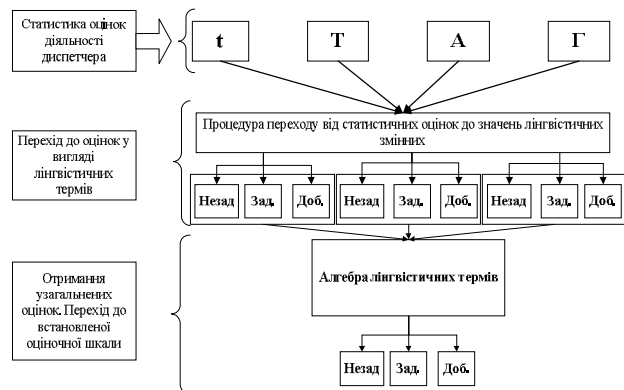 Статистика оцінок
діяльності
диспетчера
t
Т
А
Г
Перехід до оцінок у
вигляді
лінгвістичних
термів
Процедура переходу від статистичних оцінок до значень лінгвістичних
змінних
Незад
Зад.
Доб.
Незад
Зад.
Доб.
Незад
Зад.
Доб.
Отримання
узагальнених
оцінок. Перехід до
встановленої
оціночної шкали
Алгебра лінгвістичних термів
Незад
Зад.
Доб.